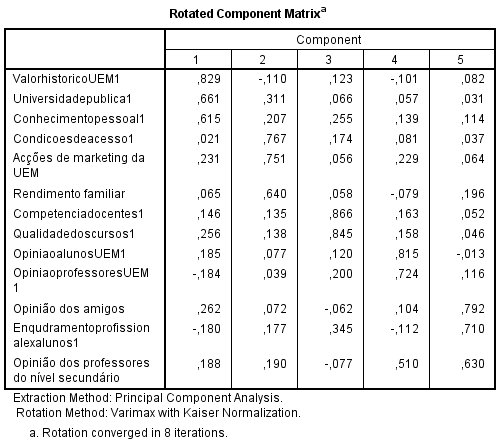 Rotated Component Matrixa
Component
1 2 3 4 5
ValorhistoricoUEM1 ,829 -,110 ,123 -,101 ,082
Universidadepublica1 ,661 ,311 ,066 ,057 ,031
Conhecimentopessoal1 ,615 ,207 ,255 ,139 ,114
Condicoesdeacesso1 ,021 ,767 ,174 ,081 ,037
Acções de marketing da
UEM ,231 ,751 ,056 ,229 ,064
Rendimento familiar ,065 ,640 ,058 -,079 ,196
Competenciadocentes1 ,146 ,135 ,866 ,163 ,052
Qualidadedoscursos1 ,256 ,138 ,845 ,158 ,046
OpiniaoalunosUEM1 ,185 ,077 ,120 ,815 -,013
OpiniaoprofessoresUEM
1 -,184 ,039 ,200 ,724 ,116
Opinião dos amigos ,262 ,072 -,062 ,104 ,792
Enqudramentoprofission
alexalunos1 -,180 ,177 ,345 -,112 ,710
Opinião dos professores
do nível secundário ,188 ,190 -,077 ,510 ,630
Extraction Method: Principal Component Analysis.
Rotation Method: Varimax with Kaiser Normalization.
a. Rotation converged in 8 iterations.